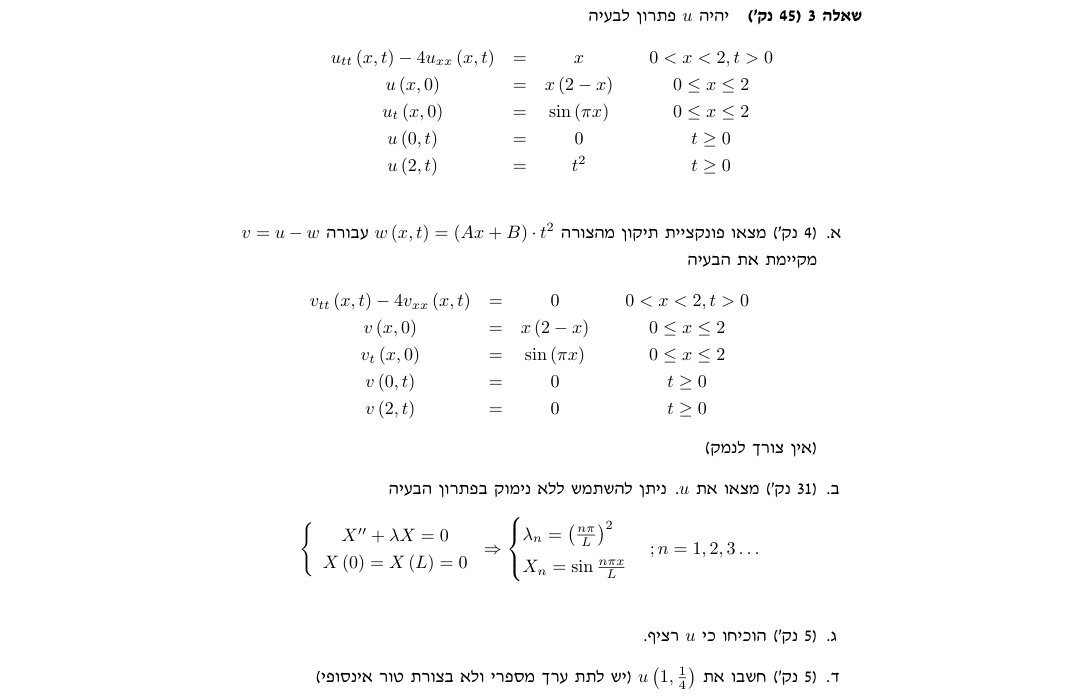 שאלה 3 (45 נק') יהיה u פתרון לבעיה
u_tt (x, t) − 4u_xx (x, t) = x 0 < x < 2, t > 0
u (x, 0) = x (2 − x) 0 ≤ x ≤ 2
u_t (x, 0) = sin (πx) 0 ≤ x ≤ 2
u (0, t) = 0 t ≥ 0
u (2, t) = t² t ≥ 0
א. (4 נק') מצאו פונקציית תיקון מהצורה w (x, t) = (Ax + B) · t² עבורה v = u − w
מקיימת את הבעיה
v_tt (x, t) − 4v_xx (x, t) = 0 0 < x < 2, t > 0
v (x, 0) = x (2 − x) 0 ≤ x ≤ 2
v_t (x, 0) = sin (πx) 0 ≤ x ≤ 2
v (0, t) = 0 t ≥ 0
v (2, t) = 0 t ≥ 0
(אין צורך לנמק)
ב. (31 נק') מצאו את u. ניתן להשתמש ללא נימוק בפתרון הבעיה
{ X'' + λX = 0 X (0) = X (L) = 0 ⇒ { λ_n = (nπ/L)² X_n = sin nπx/L ; n = 1, 2, 3 . . .
ג. (5 נק') הוכיחו כי u רציף.
ד. (5 נק') חשבו את u (1, 1/4) (יש לתת ערך מספרי ולא בצורת טור אינסופי)